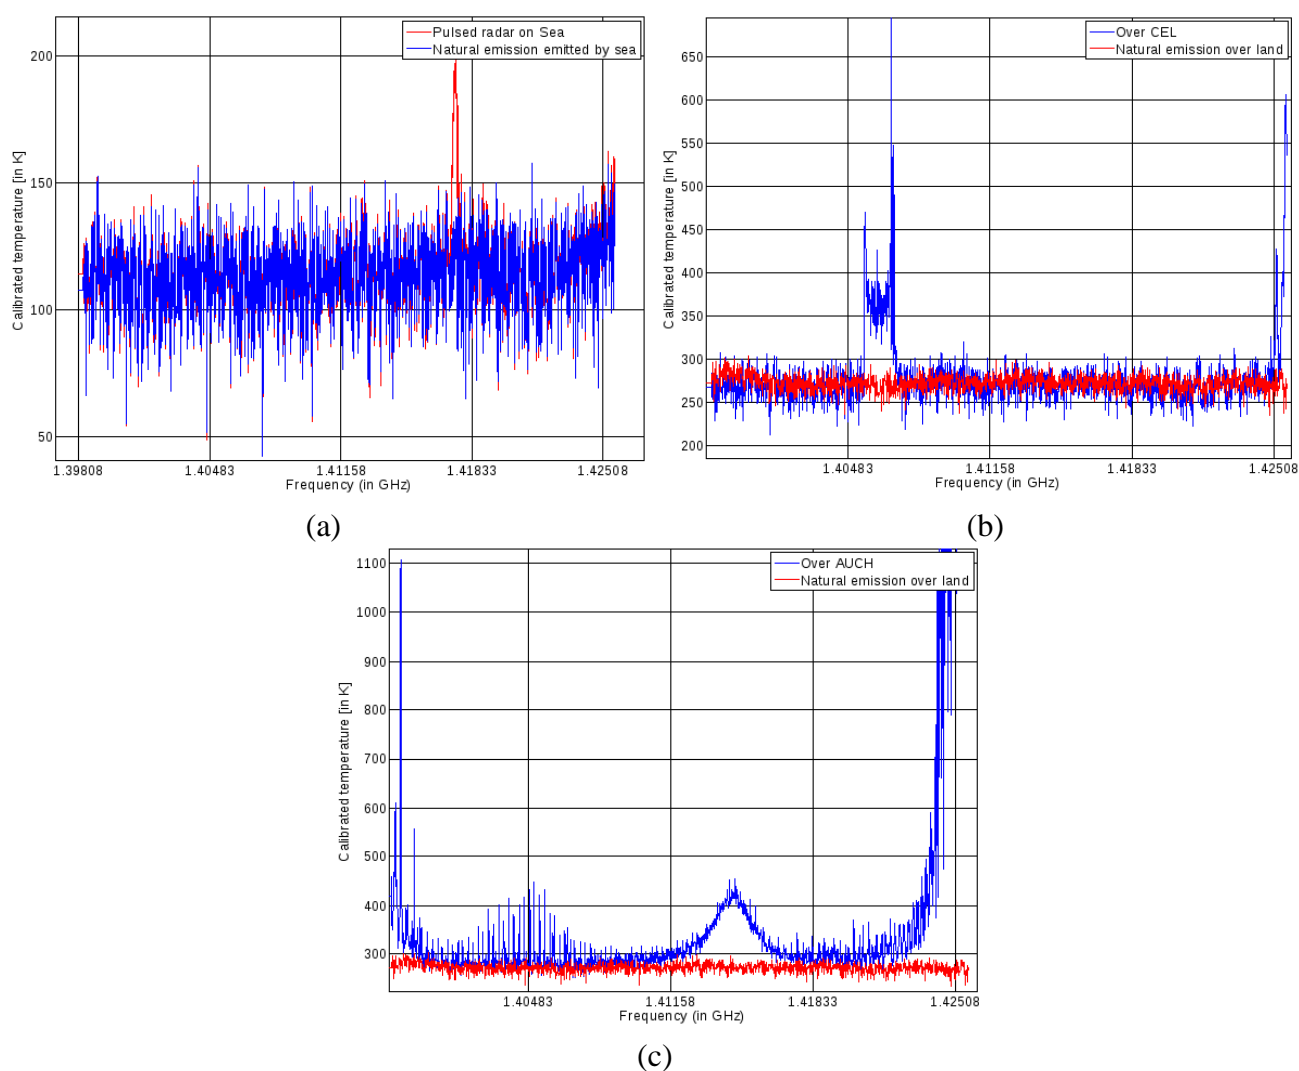 Pulsed radar on Sea
Natural emission emitted by sea
200
150
100
50
Calibrated temperature [in K]
1.39808 1.40483 1.41158 1.41833 1.42508
Frequency (in GHz)
(a)
Over CEL
Natural emission over land
650
600
550
500
450
400
350
300
250
200
Calibrated temperature [in K]
1.40483 1.41158 1.41833 1.42508
Frequency (in GHz)
(b)
Over AUCH
Natural emission over land
1100
1000
900
800
700
600
500
400
300
Calibrated temperature [in K]
1.40483 1.41158 1.41833 1.42508
Frequency (in GHz)
(c)